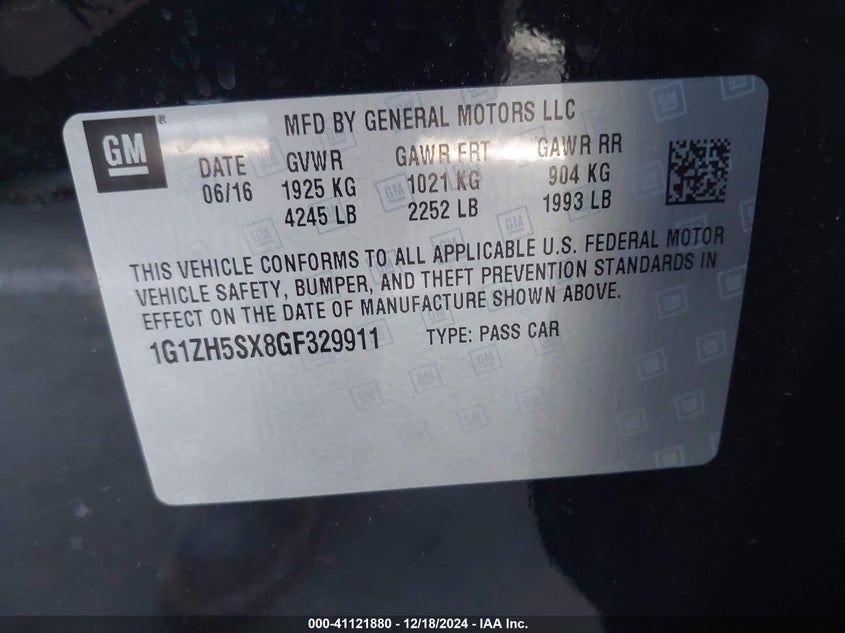 GM
®
MFD BY GENERAL MOTORS LLC
DATE GVWR GAWR FRT GAWR RR
06/16 1925 KG 1021 KG 904 KG
4245 LB 2252 LB 1993 LB
THIS VEHICLE CONFORMS TO ALL APPLICABLE U.S. FEDERAL MOTOR
VEHICLE SAFETY, BUMPER, AND THEFT PREVENTION STANDARDS IN
EFFECT ON THE DATE OF MANUFACTURE SHOWN ABOVE.
1G1ZH5SX8GF329911 TYPE: PASS CAR
000-41121880 - 12/18/2024 - IAA Inc.